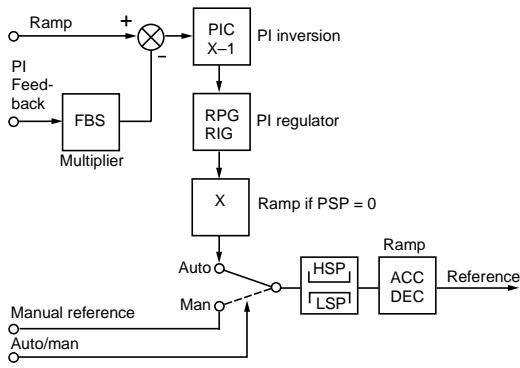 Ramp
+
–
PIC
X–1
PI inversion
PI
Feed-
back
FBS
Multiplier
RPG
RIG
PI regulator
X
Ramp if PSP = 0
Auto
Man
HSP
LSP
Ramp
ACC
DEC
Reference
Manual reference
Auto/man